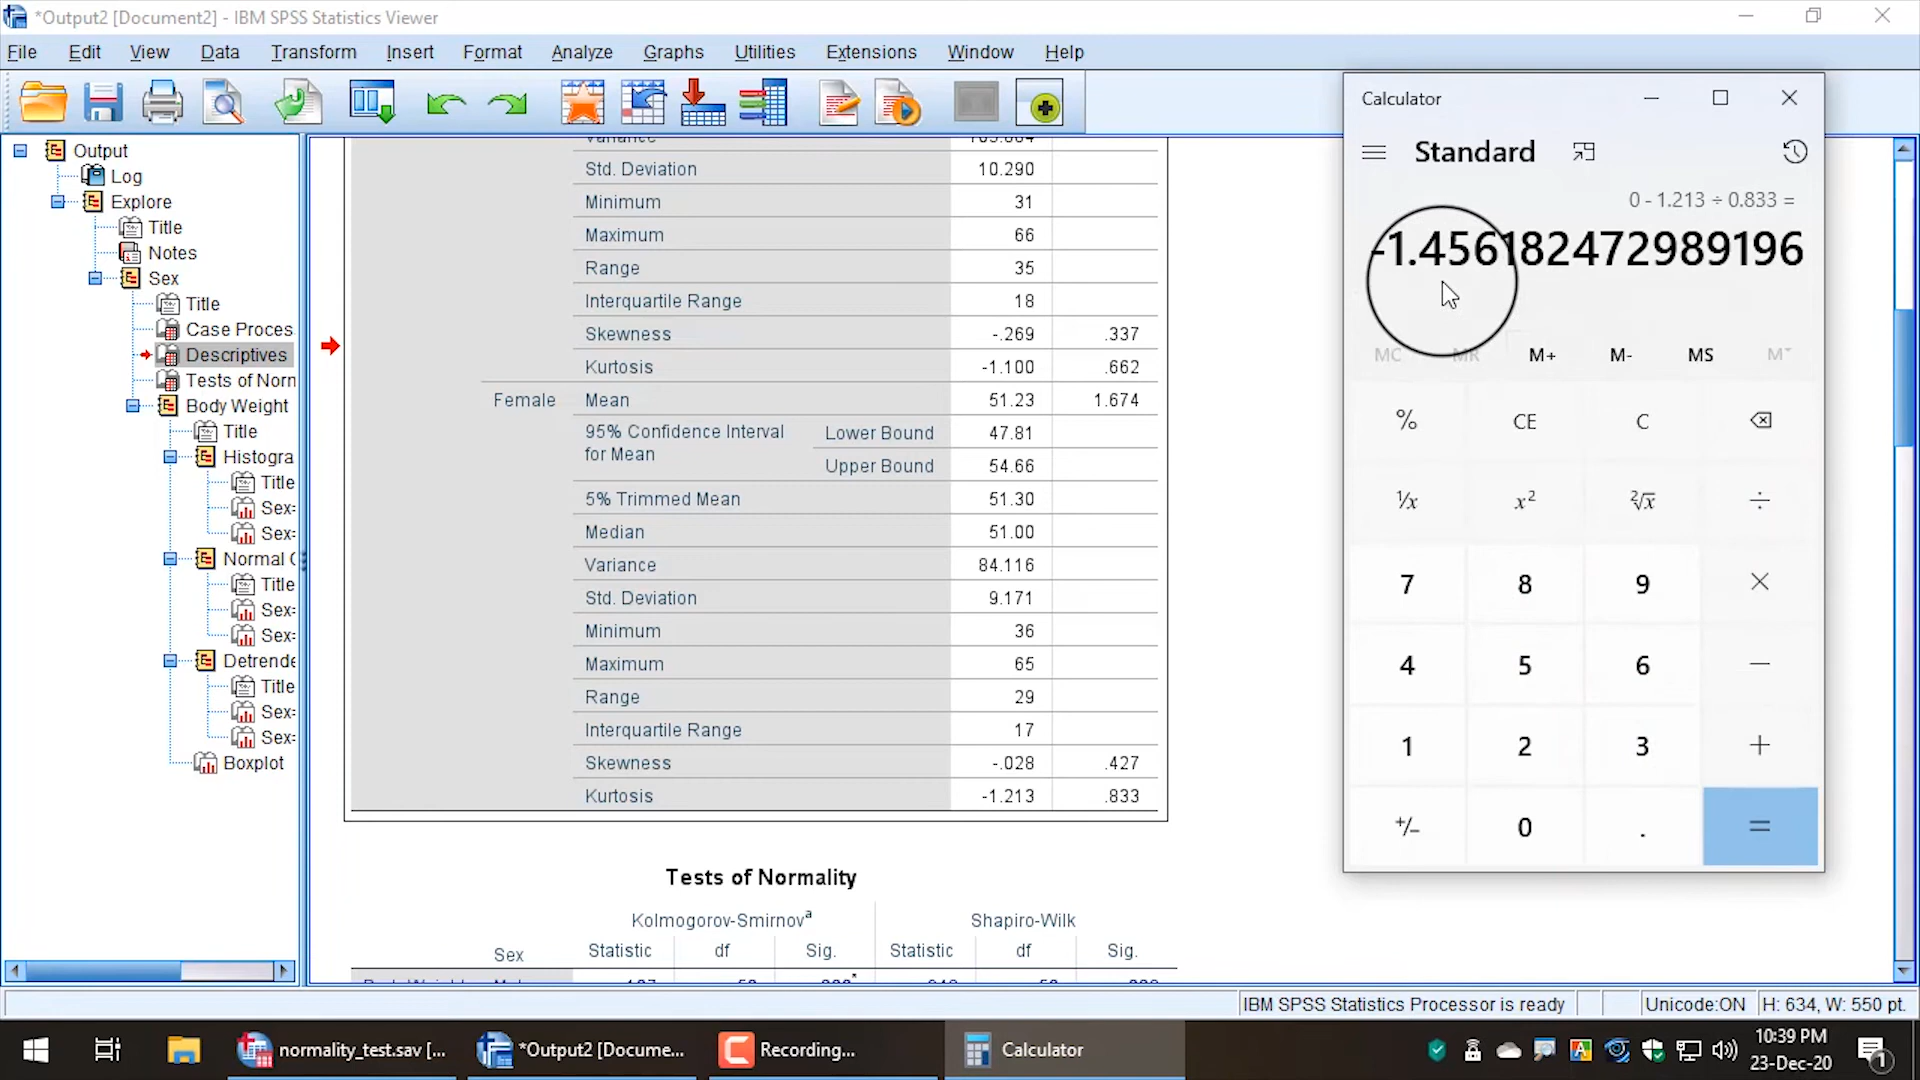 *Output2 [Document2] - IBM SPSS Statistics Viewer
File Edit View Data Transform Insert Format Analyze Graphs Utilities Extensions Window Help
Output
Log
Explore
Title
Notes
Sex
Title
Case Proces
Descriptives
Tests of Norm
Body Weight
Title
Histogra
Title
Sex=
Sex=
Normal
Title
Sex=
Sex=
Detrende
Title
Sex=
Sex=
Boxplot
Variance
Std. Deviation 10.290
Minimum 31
Maximum 66
Range 35
Interquartile Range 18
Skewness -.269 .337
Kurtosis -1.100 .662
Female Mean 51.23 1.674
95% Confidence Interval for Mean Lower Bound 47.81
Upper Bound 54.66
5% Trimmed Mean 51.30
Median 51.00
Variance 84.116
Std. Deviation 9.171
Minimum 36
Maximum 65
Range 29
Interquartile Range 17
Skewness -.028 .427
Kurtosis -1.213 .833
Tests of Normality
Kolmogorov-Smirnovᵃ Shapiro-Wilk
Sex Statistic df Sig. Statistic df Sig.
Calculator
Standard
0 - 1.213 ÷ 0.833 =
-1.456182472989196
MC MR M+ M- MS M˅
% CE C
⅟x x² ²√x ÷
7 8 9 ×
4 5 6 −
1 2 3 +
+/− 0 . =
IBM SPSS Statistics Processor is ready Unicode:ON H: 634, W: 550 pt.
normality_test.sav [... *Output2 [Docume... Recording... Calculator
10:39 PM
23-Dec-20
1